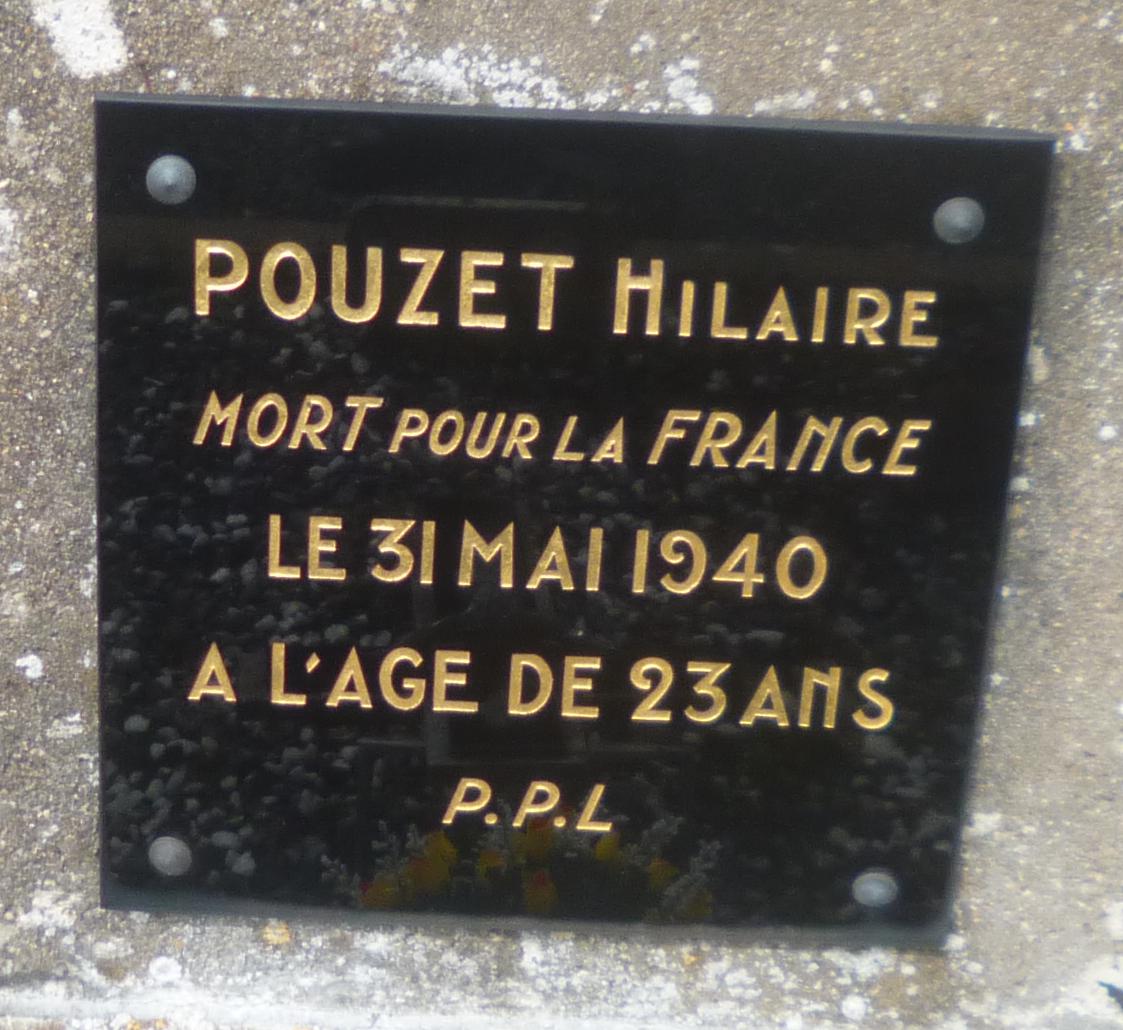 POUZET HILAIRE
MORT POUR LA FRANCE
LE 31 MAI 1940
A L'AGE DE 23 ANS
P.P.L